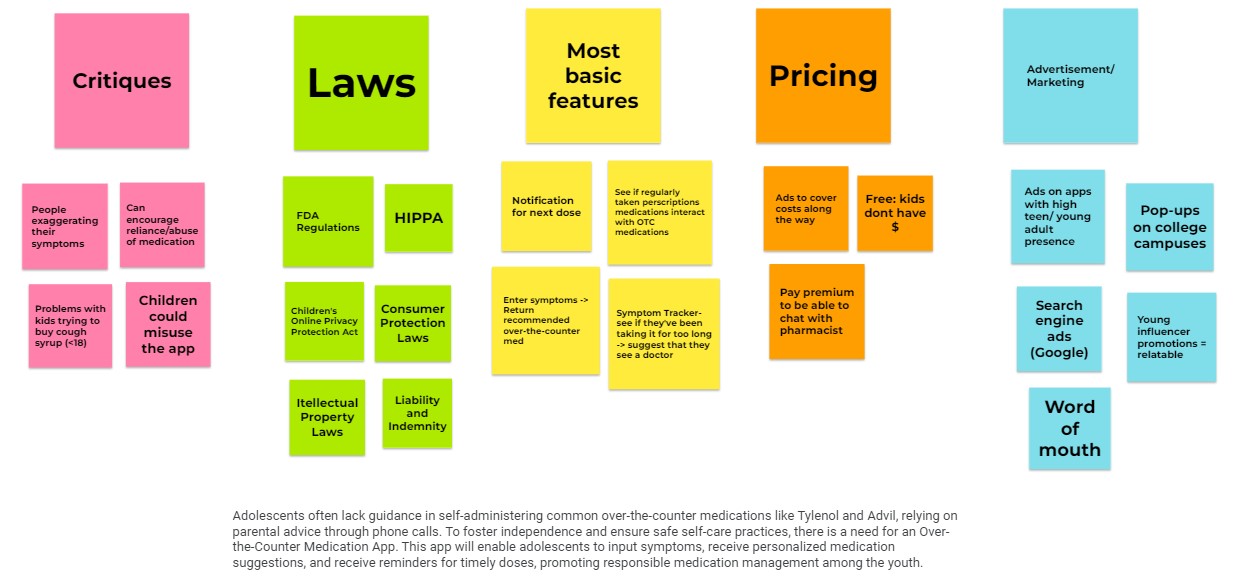 Critiques
People
exaggerating
their
symptoms
Can
encourage
reliance/abuse
of medication
Problems with
kids trying to
buy cough
syrup (<18)
Children
could
misuse
the app
Laws
FDA
Regulations
HIPPA
Children's
Online Privacy
Protection Act
Consumer
Protection
Laws
Itellectual
Property
Laws
Liability
and
Indemnity
Most
basic
features
Notification
for next dose
See if regularly
taken perscriptions
medications interact
with OTC
medications
Enter symptoms ->
Return
recommended
over-the-counter
med
Symptom Tracker-
see if they've been
taking it for too long
-> suggest that they
see a doctor
Pricing
Ads to cover
costs along
the way
Free: kids
dont have
$
Pay premium
to be able to
chat with
pharmacist
Advertisement/
Marketing
Ads on apps
with high
teen/ young
adult
presence
Pop-ups
on college
campuses
Search
engine
ads
(Google)
Young
influencer
promotions =
relatable
Word
of
mouth
Adolescents often lack guidance in self-administering common over-the-counter medications like Tylenol and Advil, relying on
parental advice through phone calls. To foster independence and ensure safe self-care practices, there is a need for an Over-
the-Counter Medication App. This app will enable adolescents to input symptoms, receive personalized medication
suggestions, and receive reminders for timely doses, promoting responsible medication management among the youth.